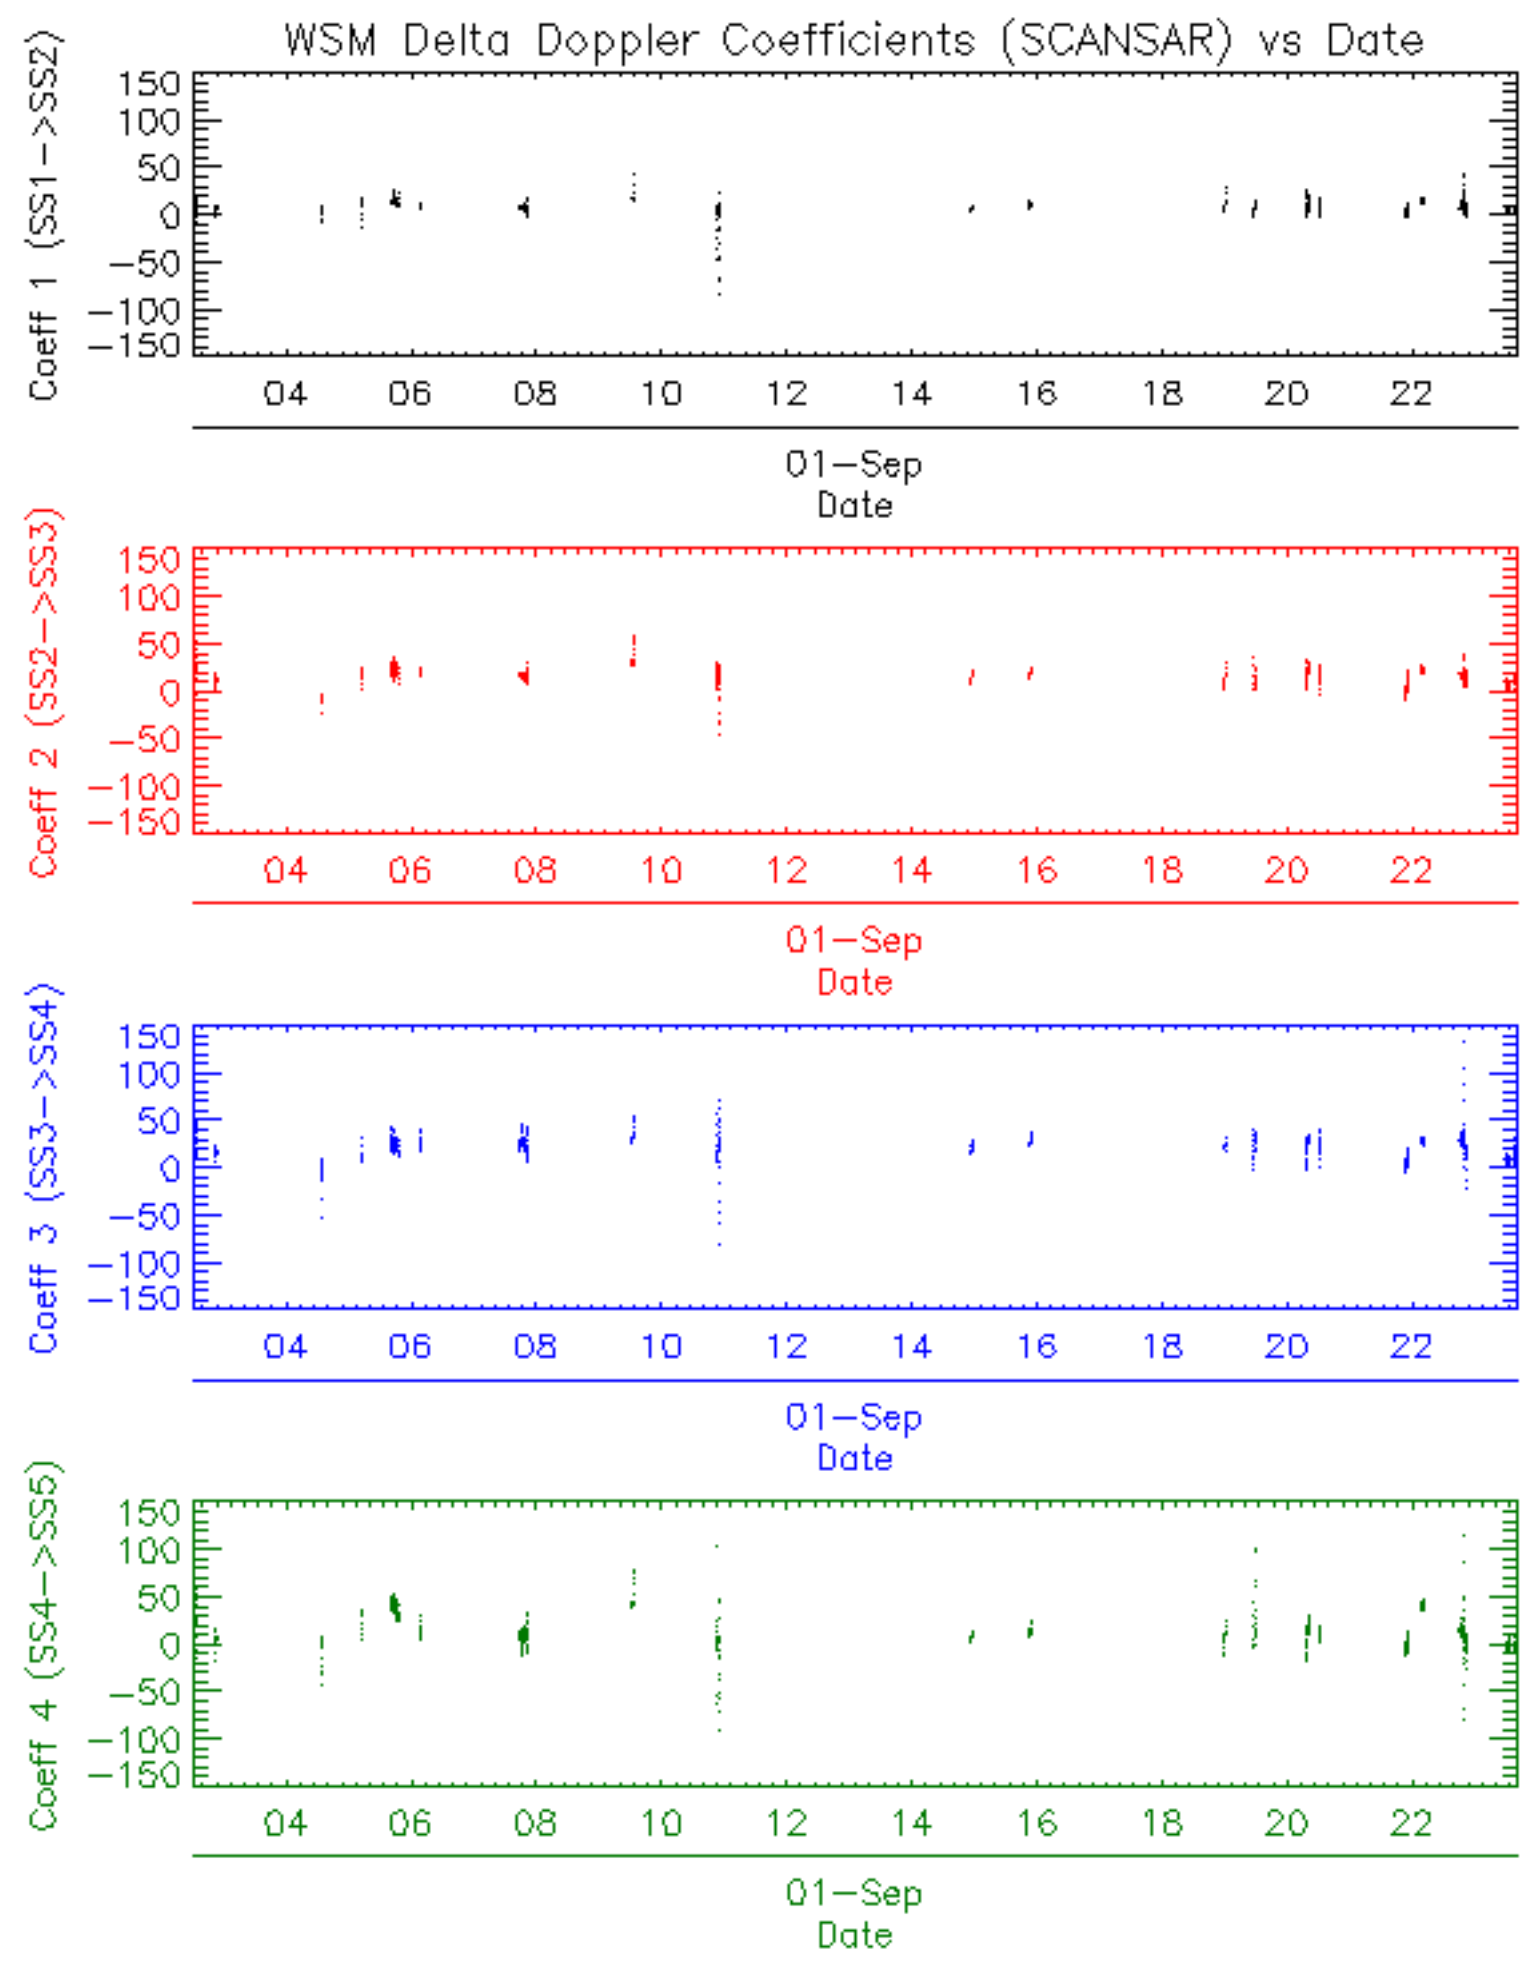 WSM Delta Doppler Coefficients (SCANSAR) vs Date
Coeff 1 (SS1->SS2)
150
100
50
0
-50
-100
-150
04 06 08 10 12 14 16 18 20 22
01-Sep
Date
Coeff 2 (SS2->SS3)
150
100
50
0
-50
-100
-150
04 06 08 10 12 14 16 18 20 22
01-Sep
Date
Coeff 3 (SS3->SS4)
150
100
50
0
-50
-100
-150
04 06 08 10 12 14 16 18 20 22
01-Sep
Date
Coeff 4 (SS4->SS5)
150
100
50
0
-50
-100
-150
04 06 08 10 12 14 16 18 20 22
01-Sep
Date